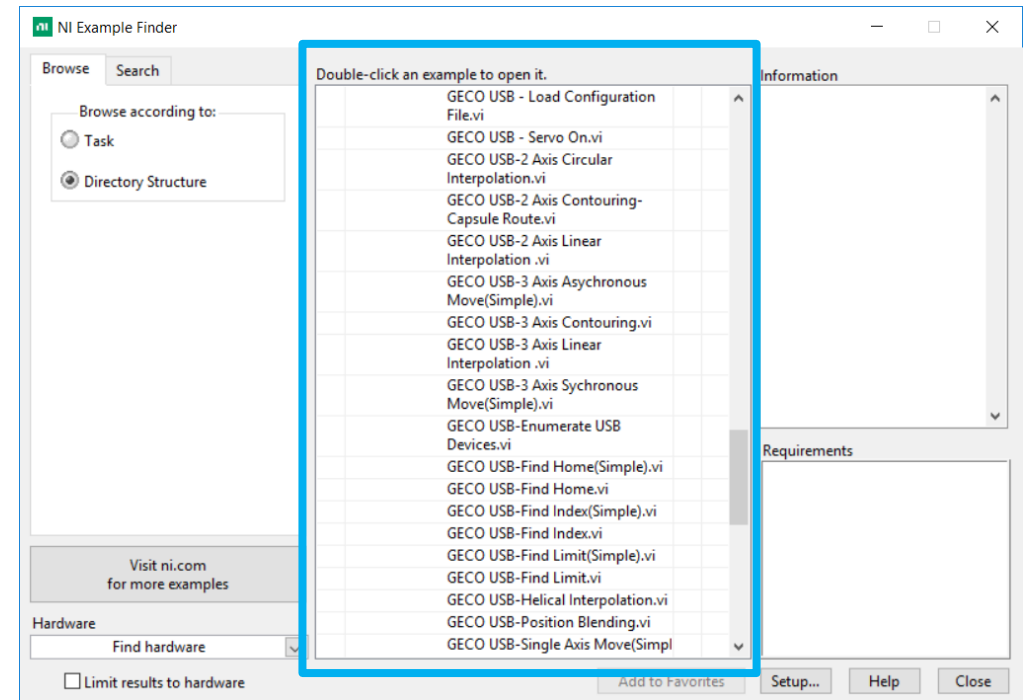 NI Example Finder
Browse
Search
Browse according to:
Task
Directory Structure
Visit ni.com
for more examples
Hardware
Find hardware
Limit results to hardware
Double-click an example to open it.
GECO USB - Load Configuration
File.vi
GECO USB - Servo On.vi
GECO USB-2 Axis Circular
Interpolation.vi
GECO USB-2 Axis Contouring-
Capsule Route.vi
GECO USB-2 Axis Linear
Interpolation .vi
GECO USB-3 Axis Asychronous
Move(Simple).vi
GECO USB-3 Axis Contouring.vi
GECO USB-3 Axis Linear
Interpolation .vi
GECO USB-3 Axis Sychronous
Move(Simple).vi
GECO USB-Enumerate USB
Devices.vi
GECO USB-Find Home(Simple).vi
GECO USB-Find Home.vi
GECO USB-Find Index(Simple).vi
GECO USB-Find Index.vi
GECO USB-Find Limit(Simple).vi
GECO USB-Find Limit.vi
GECO USB-Helical Interpolation.vi
GECO USB-Position Blending.vi
GECO USB-Single Axis Move(Simpl
Information
Requirements
Add to Favorites
Setup...
Help
Close